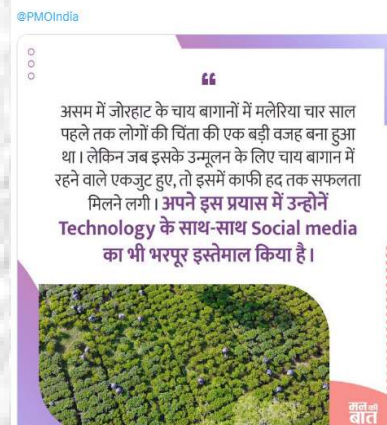 @PMOIndia
“
असम में जोरहाट के चाय बागानों में मलेरिया चार साल
पहले तक लोगों की चिंता की एक बड़ी वजह बना हुआ
था। लेकिन जब इसके उन्मूलन के लिए चाय बागान में
रहने वाले एकजुट हुए, तो इसमें काफी हद तक सफलता
मिलने लगी। अपने इस प्रयास में उन्होनें
Technology के साथ-साथ Social media
का भी भरपूर इस्तेमाल किया है।
मन की
बात